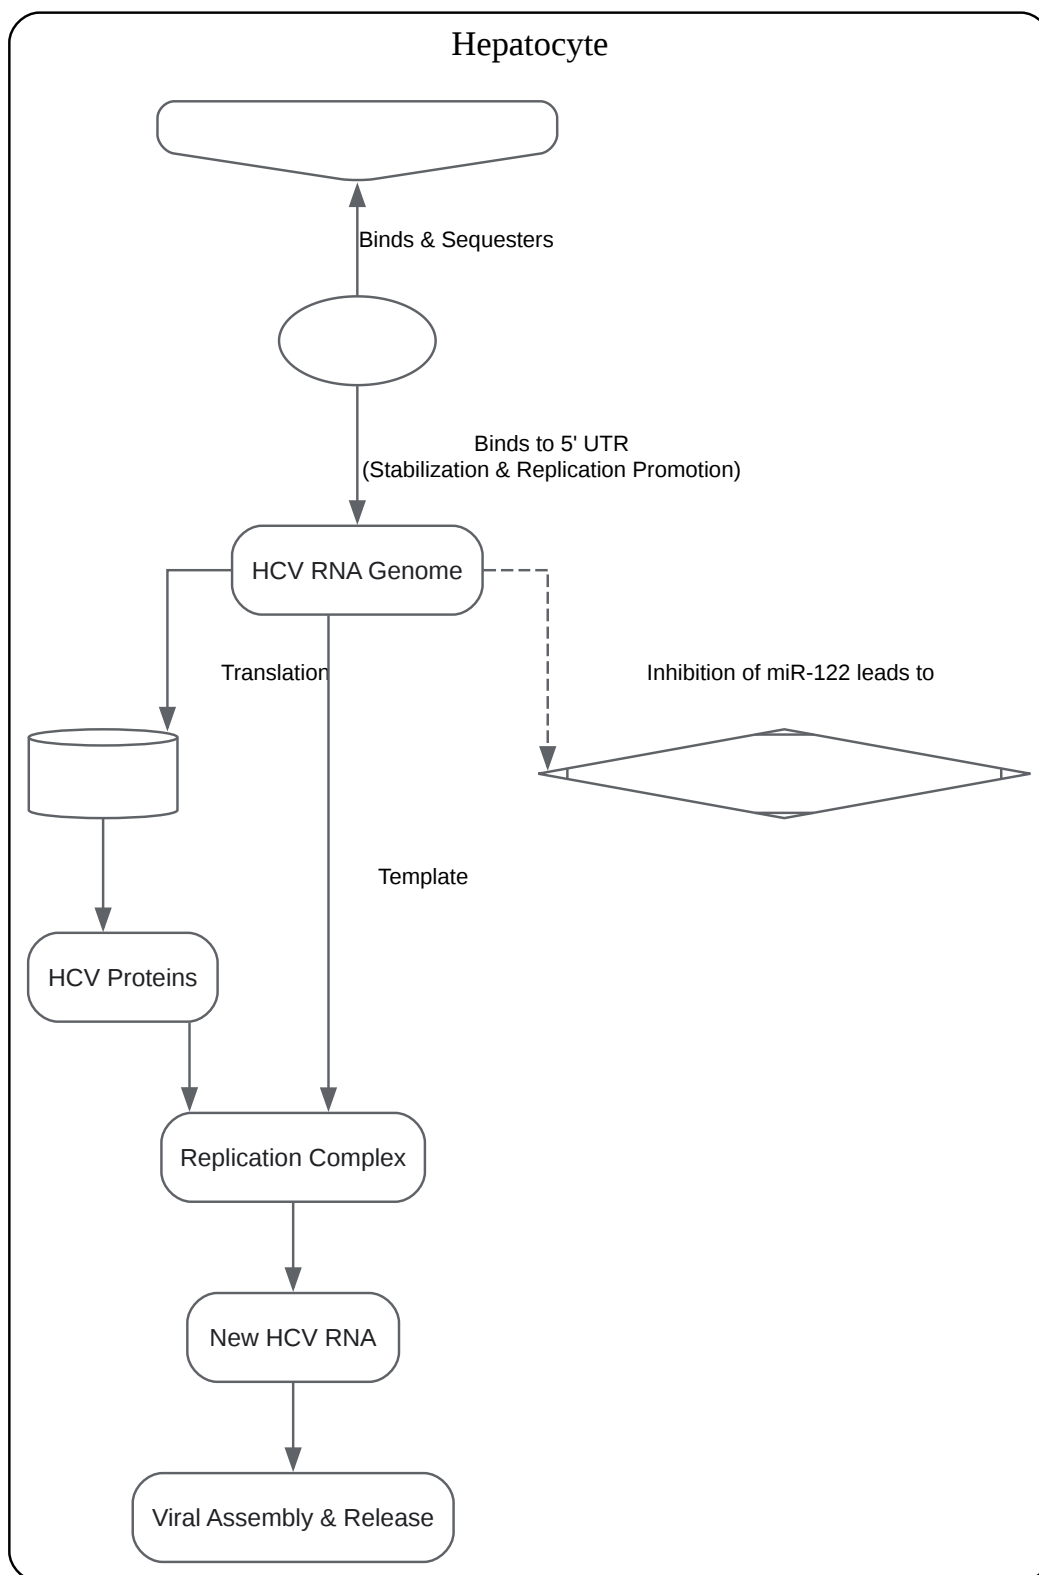 Hepatocyte
Binds & Sequesters
Binds to 5' UTR
(Stabilization & Replication Promotion)
HCV RNA Genome
Translation
Inhibition of miR-122 leads to
Template
HCV Proteins
Replication Complex
New HCV RNA
Viral Assembly & Release